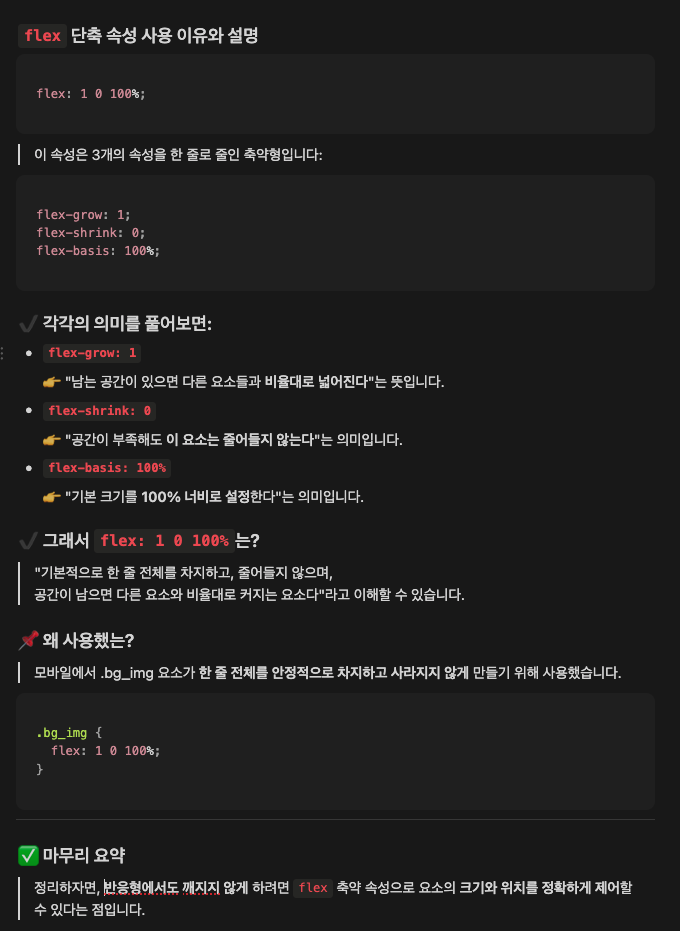 flex 단축 속성 사용 이유와 설명
flex: 1 0 100%;
이 속성은 3개의 속성을 한 줄로 줄인 축약형입니다:
flex-grow: 1;
flex-shrink: 0;
flex-basis: 100%;
✔️ 각각의 의미를 풀어보면:
• flex-grow: 1
👉 "남는 공간이 있으면 다른 요소들과 비율대로 넓어진다"는 뜻입니다.
• flex-shrink: 0
👉 "공간이 부족해도 이 요소는 줄어들지 않는다"는 의미입니다.
• flex-basis: 100%
👉 "기본 크기를 100% 너비로 설정한다"는 의미입니다.
✔️ 그래서 flex: 1 0 100% 는?
"기본적으로 한 줄 전체를 차지하고, 줄어들지 않으며,
공간이 남으면 다른 요소와 비율대로 커지는 요소다"라고 이해할 수 있습니다.
📌 왜 사용했는?
모바일에서 .bg_img 요소가 한 줄 전체를 안정적으로 차지하고 사라지지 않게 만들기 위해 사용했습니다.
.bg_img {
flex: 1 0 100%;
}
✅ 마무리 요약
정리하자면, 반응형에서도 깨지지 않게 하려면 flex 축약 속성으로 요소의 크기와 위치를 정확하게 제어할
수 있다는 점입니다.